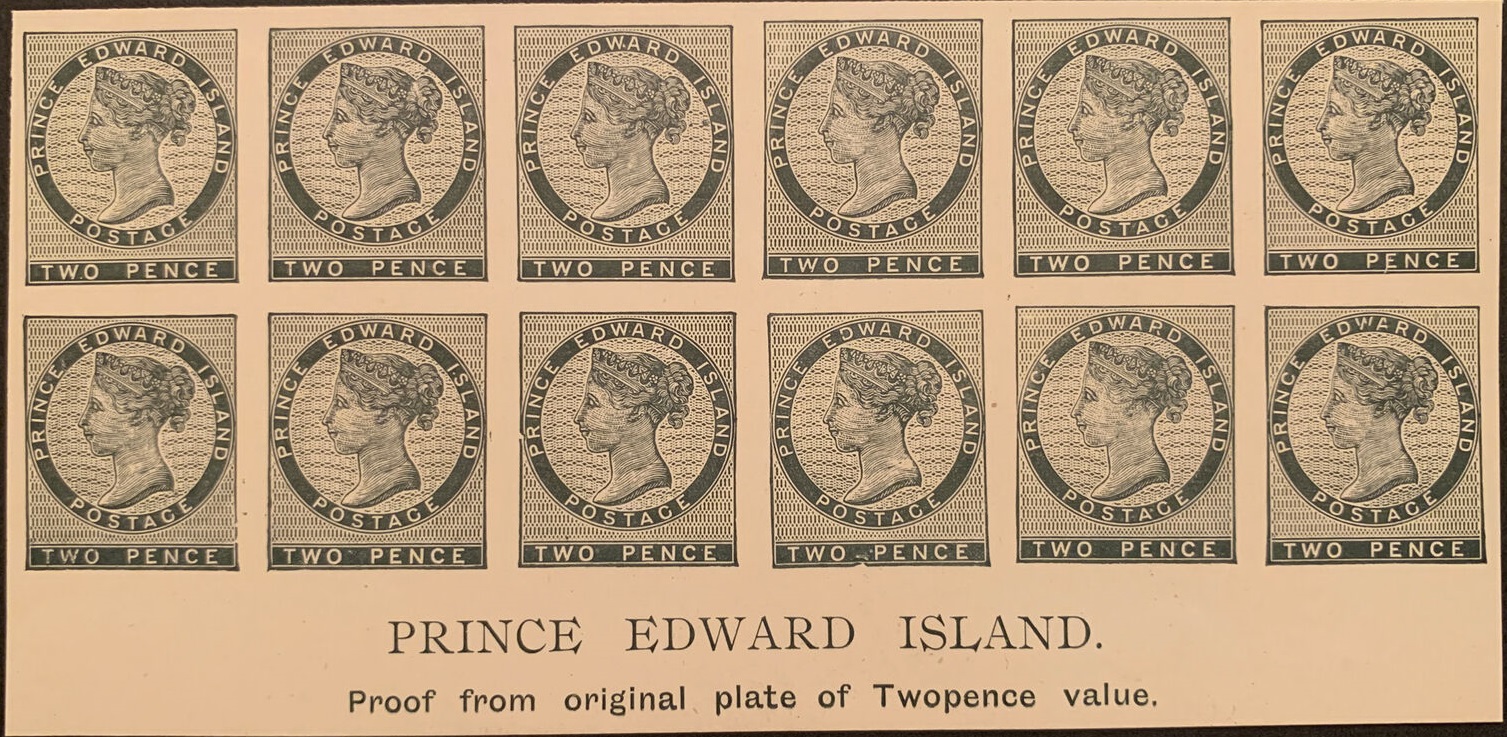 PRINCE EDWARD ISLAND PRINCE EDWARD ISLAND PRINCE EDWARD ISLAND PRINCE EDWARD ISLAND PRINCE EDWARD ISLAND PRINCE EDWARD ISLAND
POSTAGE POSTAGE POSTAGE POSTAGE POSTAGE POSTAGE
TWO PENCE TWO PENCE TWO PENCE TWO PENCE TWO PENCE TWO PENCE
PRINCE EDWARD ISLAND PRINCE EDWARD ISLAND PRINCE EDWARD ISLAND PRINCE EDWARD ISLAND PRINCE EDWARD ISLAND PRINCE EDWARD ISLAND
POSTAGE POSTAGE POSTAGE POSTAGE POSTAGE POSTAGE
TWO PENCE TWO PENCE TWO PENCE TWO PENCE TWO PENCE TWO PENCE
PRINCE EDWARD ISLAND.
Proof from original plate of Twopence value.